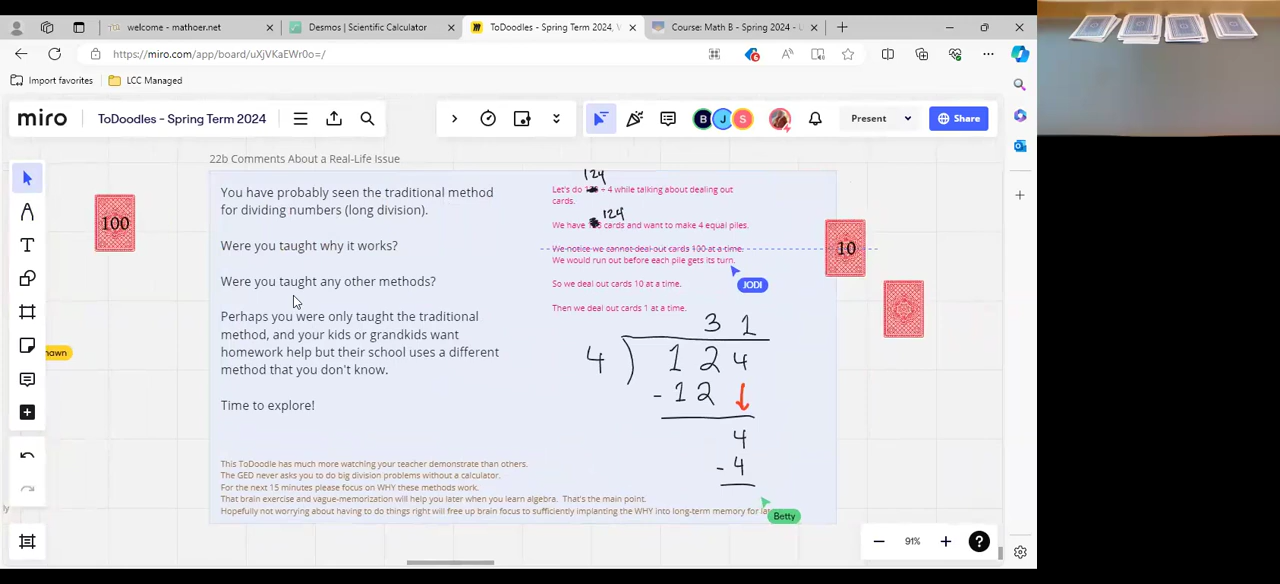 welcome - mathoer.net
Desmos | Scientific Calculator
ToDoodles - Spring Term 2024, V
Course: Math B - Spring 2024 -
https://miro.com/app/board/uXjVKaEWr0o=/
Import favorites
LCC Managed
miro
ToDoodles - Spring Term 2024
B
J
S
Present
Share
22b Comments About a Real-Life Issue
You have probably seen the traditional method
for dividing numbers (long division).
Were you taught why it works?
Were you taught any other methods?
Perhaps you were only taught the traditional
method, and your kids or grandkids want
homework help but their school uses a different
method that you don't know.
Time to explore!
This ToDoodle has much more watching your teacher demonstrate than others.
The GED never asks you to do big division problems without a calculator.
For the next 15 minutes please focus on WHY these methods work.
That brain exercise and vague-memorization will help you later when you learn algebra. That's the main point.
Hopefully not worrying about having to do things right will free up brain focus to sufficiently implanting the WHY into long-term memory for
124
Let's do ÷ 4 while talking about dealing out
cards.
124
We have cards and want to make 4 equal piles.
We notice we cannot deal out cards 100 at a time.
We would run out before each pile gets its turn.
So we deal out cards 10 at a time.
Then we deal out cards 1 at a time.
3 1
4 ) 1 2 4
- 1 2 ↓
4
- 4
100
10
JODI
Betty
91%